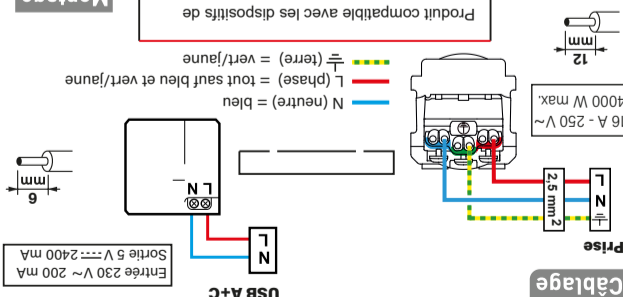 Câblage
Prise
N
L
2,5 mm²
16 A - 250 V~
4000 W max.
12
mm
USB A+C
N
L
L N
Entrée 230 V~ 200 mA
Sortie 5 V 2400 mA
6
mm
N (neutre) = bleu
L (phase) = tout sauf bleu et vert/jaune
(terre) = vert/jaune
Produit compatible avec les dispositifs de
Montage